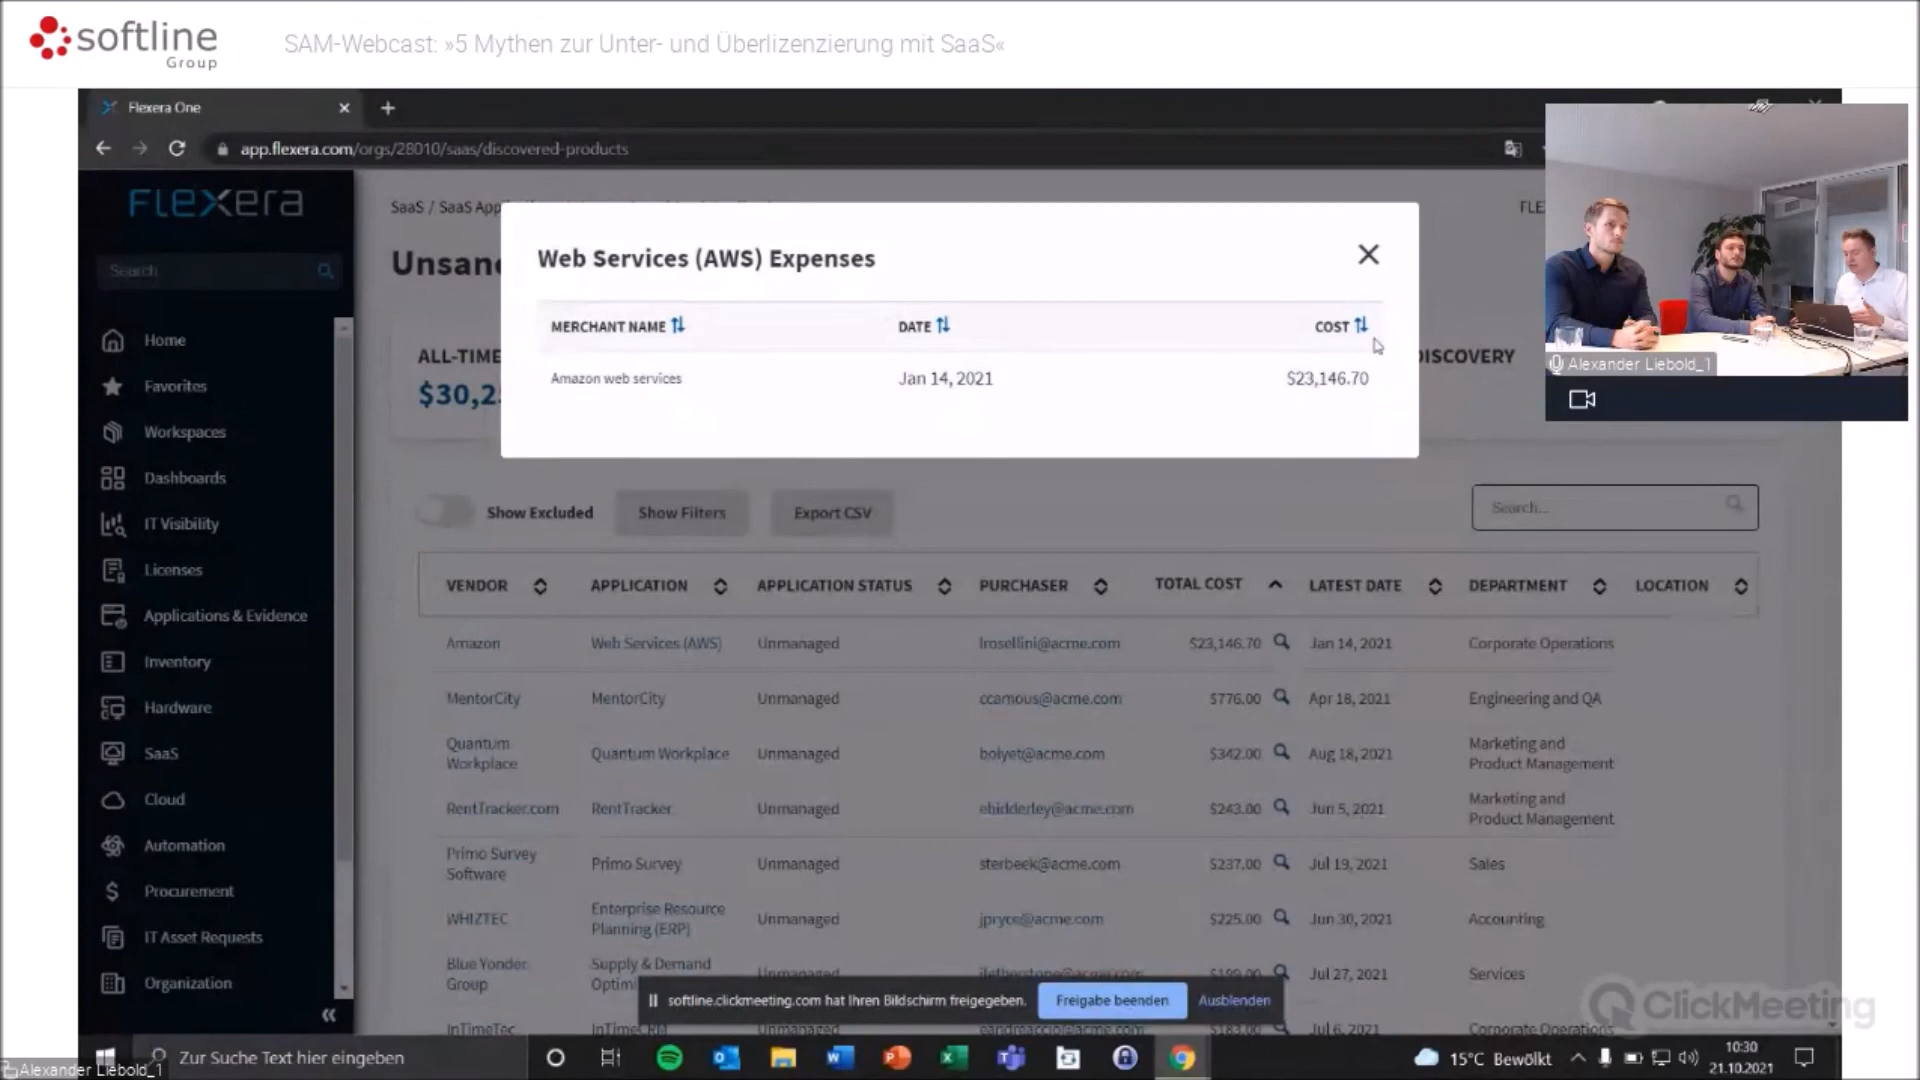 softline
Group
SAM-Webcast: »5 Mythen zur Unter- und Überlizenzierung mit SaaS«
Flexera One
app.flexera.com/orgs/28010/saas/discovered-products
FLEXera
Search
Home
Favorites
Workspaces
Dashboards
IT Visibility
Licenses
Applications & Evidence
Inventory
Hardware
SaaS
Cloud
Automation
Procurement
IT Asset Requests
Organization
SaaS / SaaS App
FLE
Unsan
ALL-TIME
$30,2
DISCOVERY
Web Services (AWS) Expenses
MERCHANT NAME DATE COST
Amazon web services Jan 14, 2021 $23,146.70
Alexander Liebold_1
Show Excluded Show Filters Export CSV Search...
VENDOR APPLICATION APPLICATION STATUS PURCHASER TOTAL COST LATEST DATE DEPARTMENT LOCATION
Amazon Web Services (AWS) Unmanaged lrosellini@acme.com $23,146.70 Jan 14, 2021 Corporate Operations
MentorCity MentorCity Unmanaged ccamous@acme.com $776.00 Apr 18, 2021 Engineering and QA
Quantum Workplace Quantum Workplace Unmanaged bolyet@acme.com $342.00 Aug 18, 2021 Marketing and Product Management
RentTracker.com RentTracker Unmanaged ebidderley@acme.com $243.00 Jun 5, 2021 Marketing and Product Management
Primo Survey Software Primo Survey Unmanaged sterbeek@acme.com $237.00 Jul 19, 2021 Sales
WHIZTEC Enterprise Resource Planning (ERP) Unmanaged jpryce@acme.com $225.00 Jun 30, 2021 Accounting
Blue Yonder Group Supply & Demand Optim Unmanaged $199.00 Jul 27, 2021 Services
InTimeTec InTimeCRM $183.00 Jul 6, 2021 Corporate Operations
softline.clickmeeting.com hat Ihren Bildschirm freigegeben. Freigabe beenden Ausblenden
ClickMeeting
Zur Suche Text hier eingeben
15°C Bewölkt
10:30
21.10.2021
Alexander Liebold_1